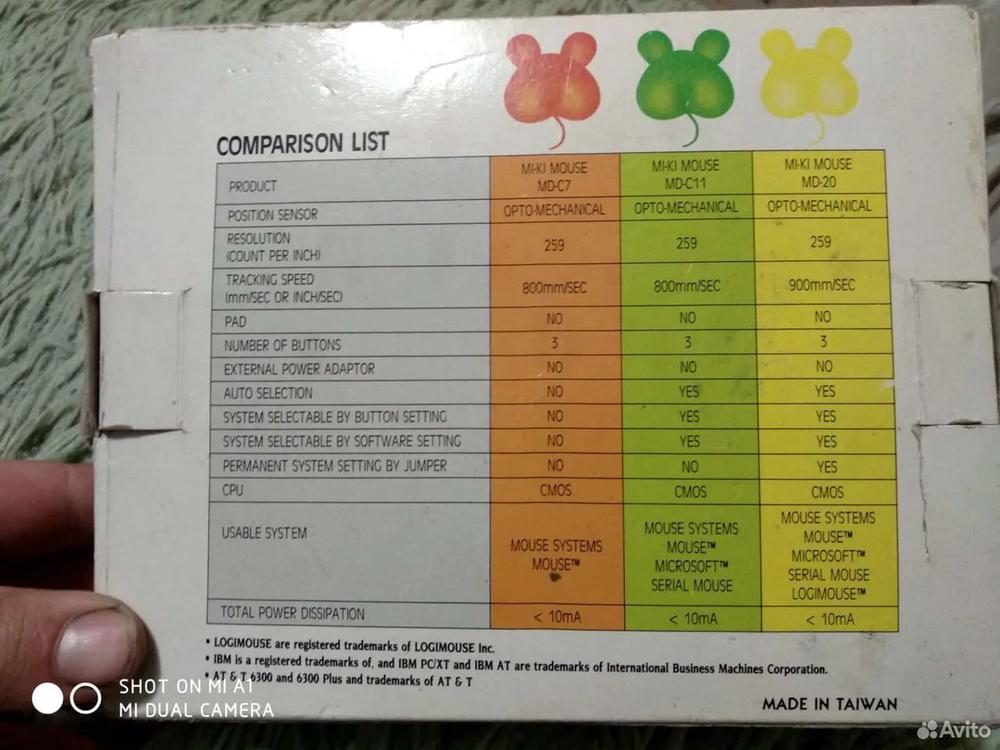 COMPARISON LIST
PRODUCT MI-KI MOUSE MD-C7 MI-KI MOUSE MD-C11 MI-KI MOUSE MD-20
POSITION SENSOR OPTO-MECHANICAL OPTO-MECHANICAL OPTO-MECHANICAL
RESOLUTION (COUNT PER INCH) 259 259 259
TRACKING SPEED (mm/SEC OR INCH/SEC) 800mm/SEC 800mm/SEC 900mm/SEC
PAD NO NO NO
NUMBER OF BUTTONS 3 3 3
EXTERNAL POWER ADAPTOR NO NO NO
AUTO SELECTION NO YES YES
SYSTEM SELECTABLE BY BUTTON SETTING NO YES YES
SYSTEM SELECTABLE BY SOFTWARE SETTING NO YES YES
PERMANENT SYSTEM SETTING BY JUMPER NO NO YES
CPU CMOS CMOS CMOS
USABLE SYSTEM MOUSE SYSTEMS MOUSE™ MOUSE SYSTEMS MOUSE™ MICROSOFT™ SERIAL MOUSE MOUSE SYSTEMS MOUSE™ MICROSOFT™ SERIAL MOUSE LOGIMOUSE™
TOTAL POWER DISSIPATION < 10mA < 10mA < 10mA
• LOGIMOUSE are registered trademarks of LOGIMOUSE Inc.
• IBM is a registered trademarks of, and IBM PC/XT and IBM AT are trademarks of International Business Machines Corporation.
• AT & T 6300 and 6300 Plus and trademarks of AT & T
MADE IN TAIWAN
SHOT ON MI A1
MI DUAL CAMERA
Avito